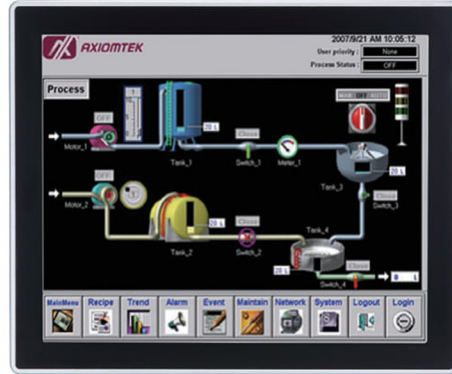 AXIOMTEK
2007/9/21 AM 10:05:12
User priority :
None
Process Status :
OFF
Process
OFF
Motor_1
20 L
Tank_1
Close
Switch_1
Meter_1
Tank_3
20 L
OFF
Motor_2
20 L
Tank_2
Close
Switch_2
Tank_4
20 L
Close
Switch_3
Close
Switch_4
0 L
MainMenu
Recipe
Trend
Alarm
Event
Maintain
Network
System
Logout
Login